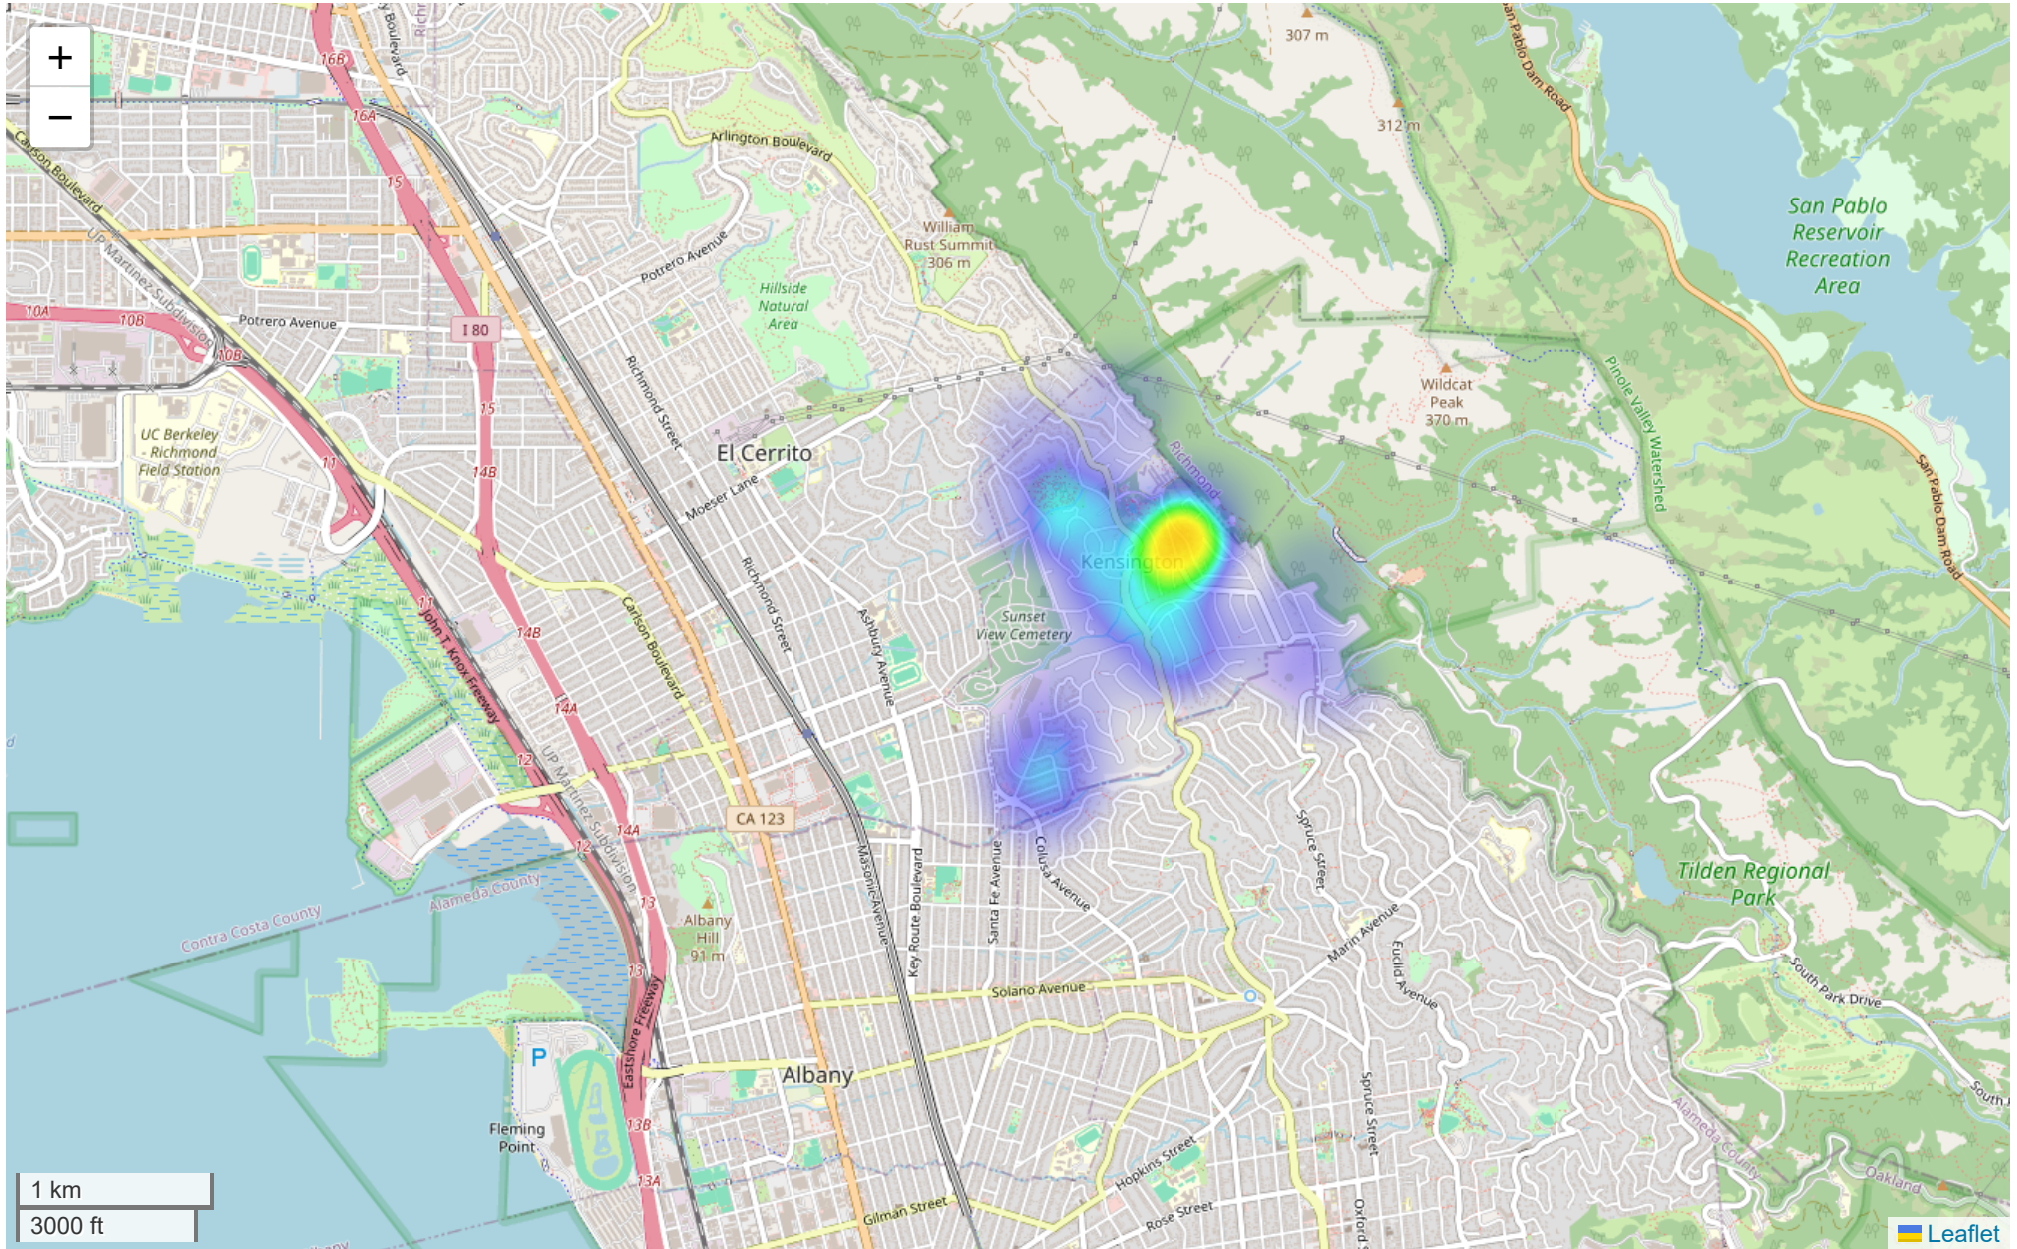 +
−
16B
16A
15
Carlson Boulevard
Arlington Boulevard
307 m
312 m
San Pablo Dam Road
San Pablo
Reservoir
Recreation
Area
William
Rust Summit
306 m
Potrero Avenue
Hillside
Natural
Area
UP Martinez Subdivision
10A
10B
10B
Potrero Avenue
I 80
15
Richmond Street
Wildcat
Peak
370 m
Pinole Valley Watershed
San Pablo Dam Road
UC Berkeley
- Richmond
Field Station
11
14B
El Cerrito
Moeser Lane
Richmond
Kensington
11
John T. Knox Freeway
14B
Carlson Boulevard
Richmond Street
Ashbury Avenue
Sunset
View Cemetery
14A
12
UP Martinez Subdivision
CA 123
14A
12
Masonic Avenue
Key Route Boulevard
Santa Fe Avenue
Colusa Avenue
Spruce Street
Tilden Regional
Park
Contra Costa County
Alameda County
13
Albany
Hill
91 m
Marin Avenue
Euclid Avenue
13
Eastshore Freeway
Solano Avenue
South Park Drive
P
Albany
Fleming
Point
13B
Spruce Street
Hopkins Street
Alameda County
Oakland
13A
Gilman Street
Rose Street
1 km
3000 ft
Leaflet